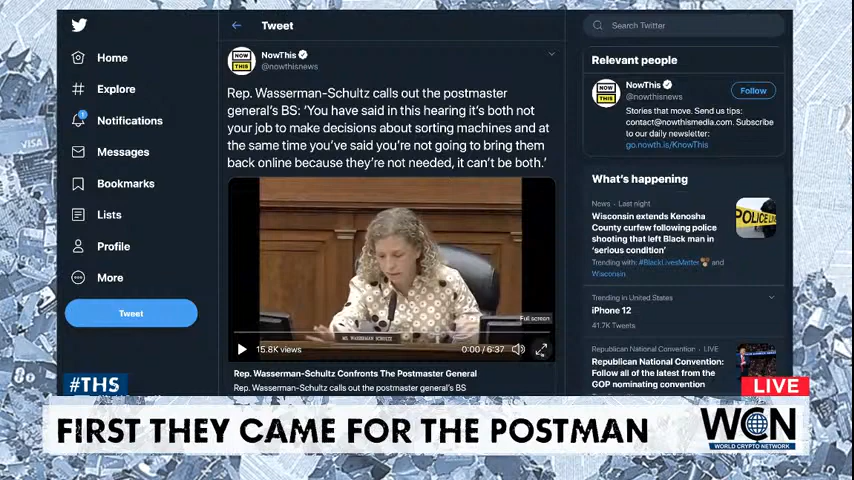 Tweet
Search Twitter
Home
Explore
1
Notifications
Messages
Bookmarks
Lists
Profile
More
Tweet
NOW THIS
NowThis
@nowthisnews
Rep. Wasserman-Schultz calls out the postmaster
general's BS: 'You have said in this hearing it's both not
your job to make decisions about sorting machines and at
the same time you've said you're not going to bring them
back online because they're not needed, it can't be both.'
MS. WASSERMAN SCHULTZ
Full screen
15.8K views
0:00 / 6:37
Rep. Wasserman-Schultz Confronts The Postmaster General
Rep. Wasserman-Schultz calls out the postmaster general's BS
Relevant people
NOW THIS
NowThis
@nowthisnews
Follow
Stories that move. Send us tips:
contact@nowthismedia.com. Subscribe
to our daily newsletter:
go.nowth.is/KnowThis
What's happening
News · Last night
Wisconsin extends Kenosha
County curfew following police
shooting that left Black man in
'serious condition'
Trending with: #BlackLivesMatter and
Wisconsin
POLICE
Trending in United States
iPhone 12
41.7K Tweets
Republican National Convention · LIVE
Republican National Convention:
Follow all of the latest from the
GOP nominating convention
#THS
LIVE
FIRST THEY CAME FOR THE POSTMAN
WCN
WORLD CRYPTO NETWORK